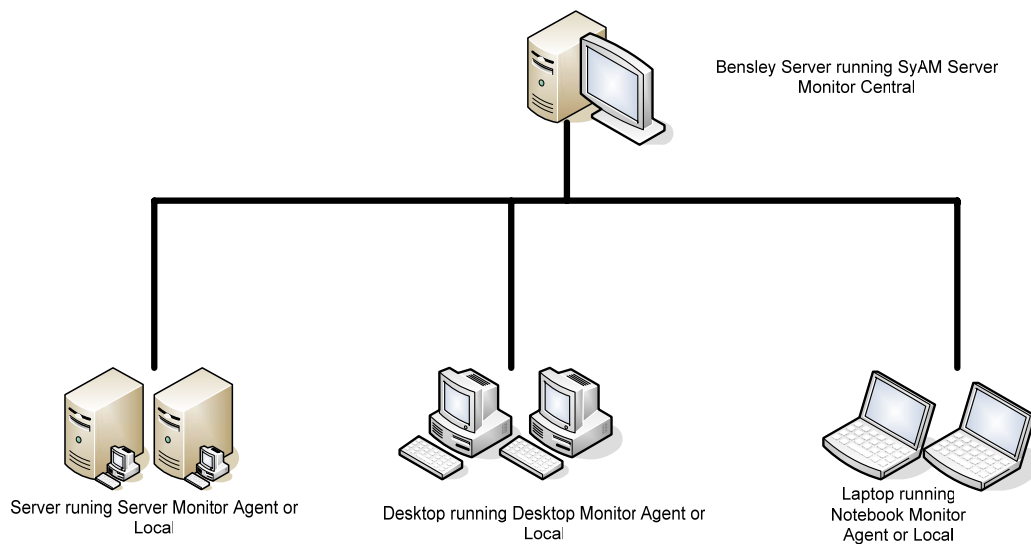 Bensley Server running SyAM Server
Monitor Central
Server runing Server Monitor Agent or
Local
Desktop running Desktop Monitor Agent or
Local
Laptop running
Notebook Monitor
Agent or Local